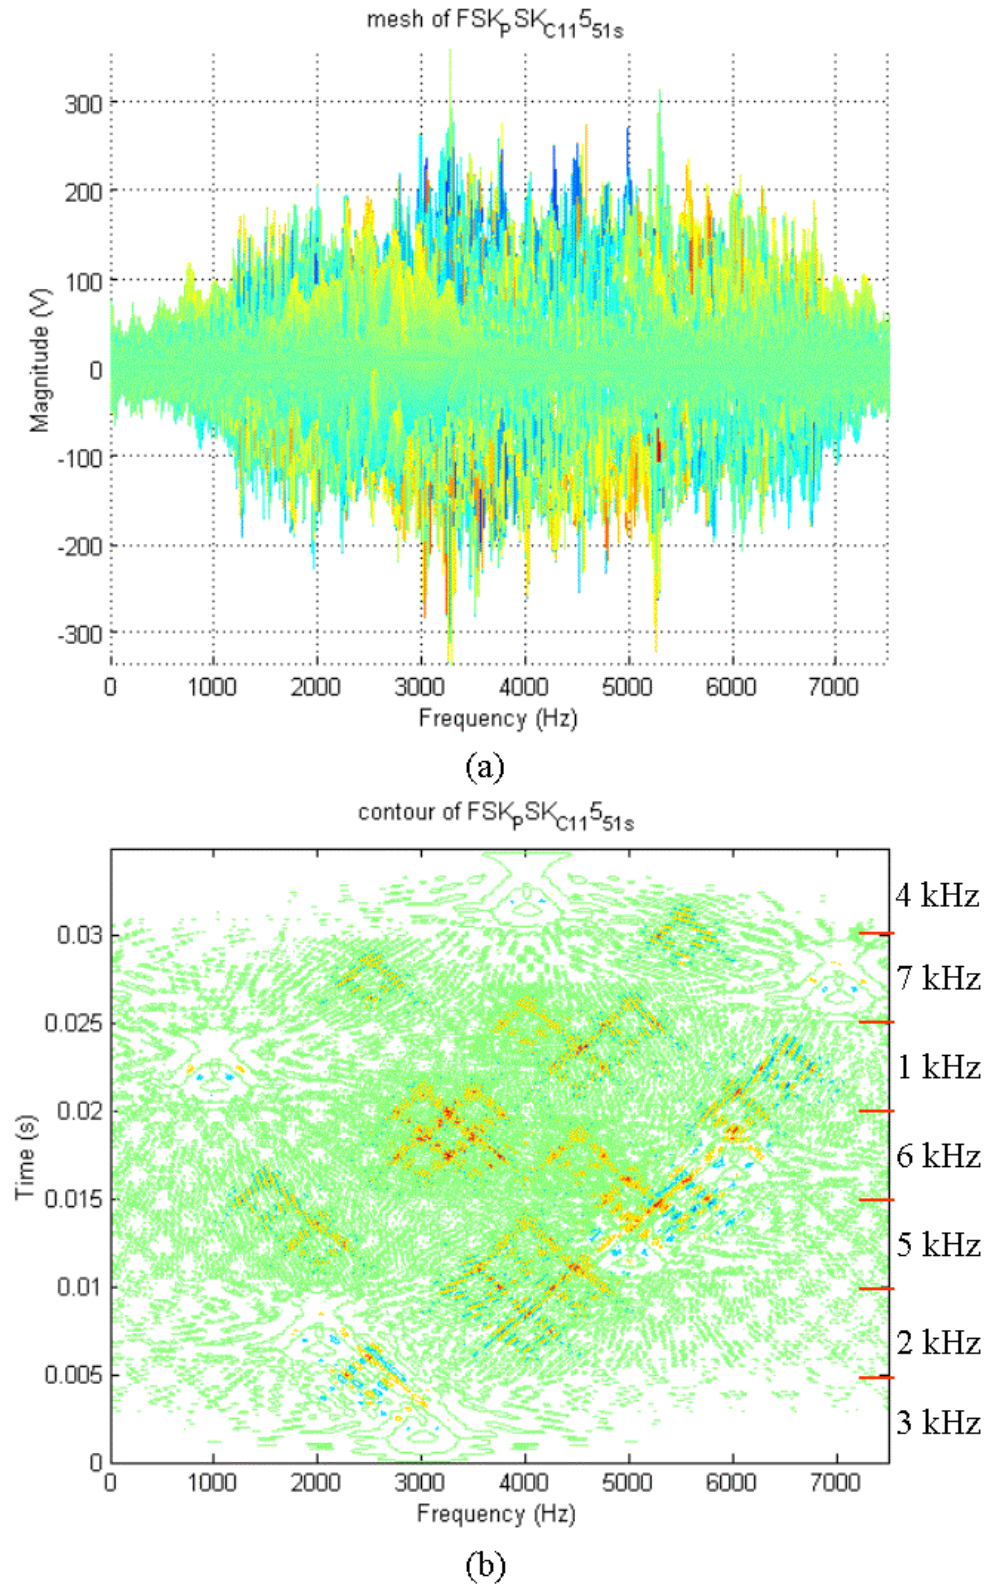 mesh of FSKPSKC11551s
300
200
100
0
-100
-200
-300
Magnitude (V)
0 1000 2000 3000 4000 5000 6000 7000
Frequency (Hz)
(a)
contour of FSKPSKC11551s
0.03
0.025
0.02
0.015
0.01
0.005
0
Time (s)
4 kHz
7 kHz
1 kHz
6 kHz
5 kHz
2 kHz
3 kHz
0 1000 2000 3000 4000 5000 6000 7000
Frequency (Hz)
(b)